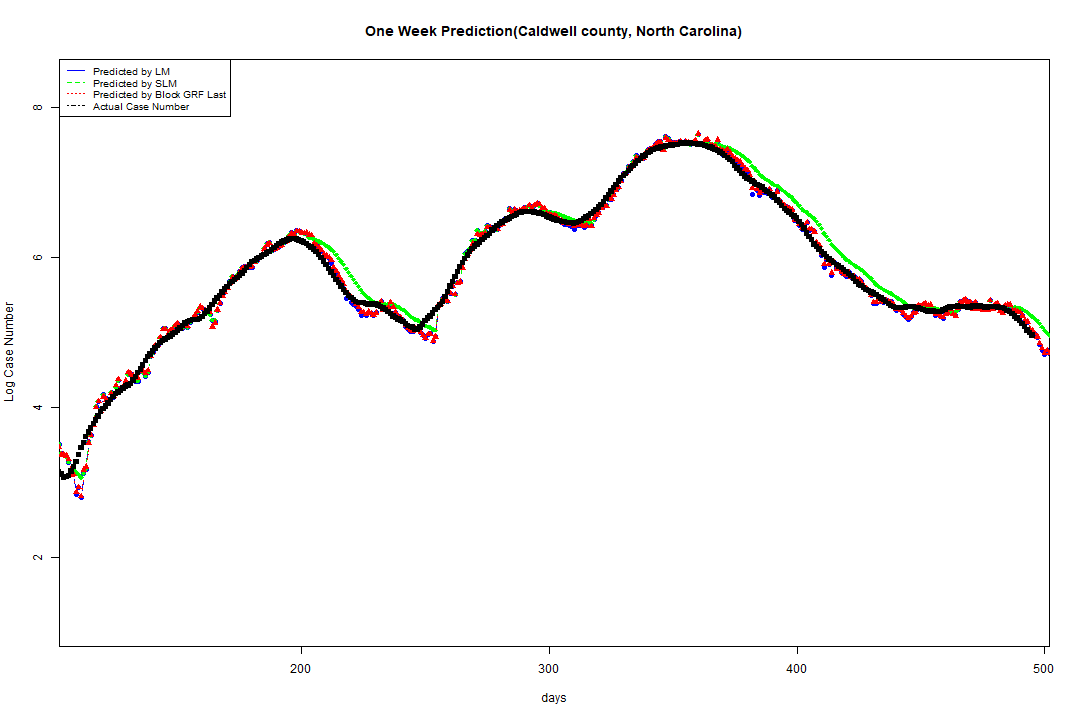 One Week Prediction(Caldwell county, North Carolina)
Predicted by LM
Predicted by SLM
Predicted by Block GRF Last
Actual Case Number
8
6
4
2
Log Case Number
200 300 400 500
days